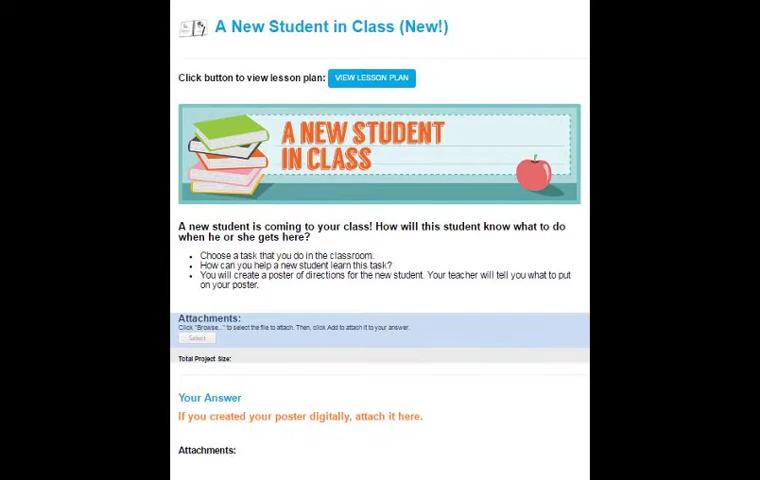 A New Student in Class (New!)
Click button to view lesson plan: VIEW LESSON PLAN
A NEW STUDENT
IN CLASS
A new student is coming to your class! How will this student know what to do
when he or she gets here?
Choose a task that you do in the classroom.
How can you help a new student learn this task?
You will create a poster of directions for the new student. Your teacher will tell you what to put
on your poster.
Attachments:
Click "Browse..." to select the file to attach. Then, click Add to attach it to your answer.
Select
Total Project Size:
Your Answer
If you created your poster digitally, attach it here.
Attachments: